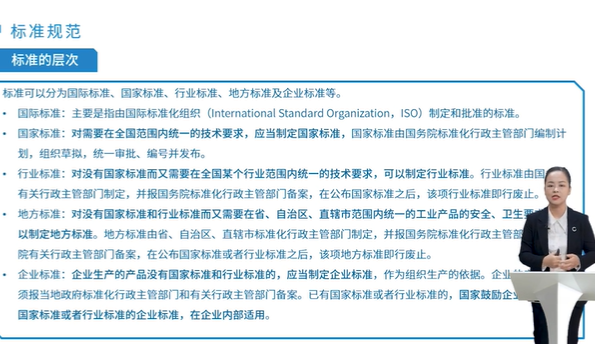 标准规范
标准的层次
标准可以分为国际标准、国家标准、行业标准、地方标准及企业标准等。
• 国际标准：主要是指由国际标准化组织（International Standard Organization，ISO）制定和批准的标准。
• 国家标准：对需要在全国范围内统一的技术要求，应当制定国家标准，国家标准由国务院标准化行政主管部门编制计
划，组织草拟，统一审批、编号并发布。
• 行业标准：对没有国家标准而又需要在全国某个行业范围内统一的技术要求，可以制定行业标准。行业标准由国
有关行政主管部门制定，并报国务院标准化行政主管部门备案，在公布国家标准之后，该项行业标准即行废止。
• 地方标准：对没有国家标准和行业标准而又需要在省、自治区、直辖市范围内统一的工业产品的安全、卫生要
以制定地方标准。地方标准由省、自治区、直辖市标准化行政主管部门制定，并报国务院标准化行政主管部
院有关行政主管部门备案，在公布国家标准或者行业标准之后，该项地方标准即行废止。
• 企业标准：企业生产的产品没有国家标准和行业标准的，应当制定企业标准，作为组织生产的依据。企业
须报当地政府标准化行政主管部门和有关行政主管部门备案。已有国家标准或者行业标准的，国家鼓励企业
国家标准或者行业标准的企业标准，在企业内部适用。